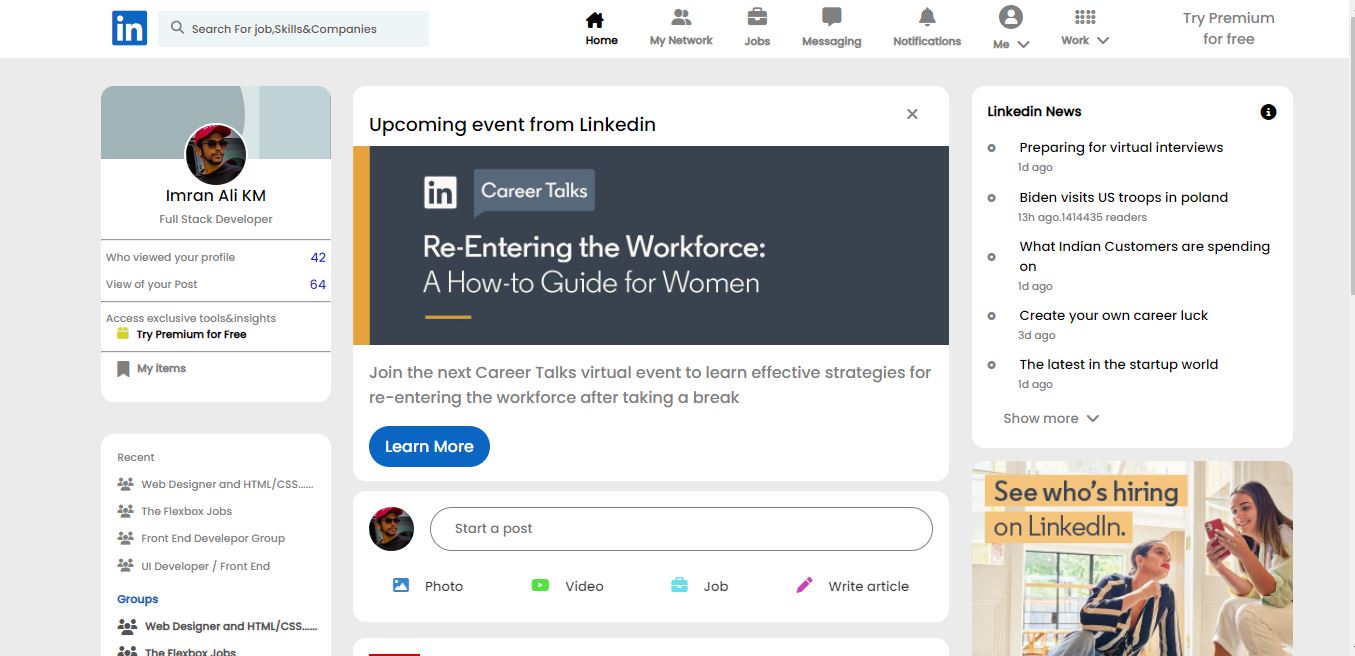 in
Search For job,Skills&Companies
Home
My Network
Jobs
Messaging
Notifications
Me
Work
Try Premium
for free
Imran Ali KM
Full Stack Developer
Who viewed your profile 42
View of your Post 64
Access exclusive tools&insights
Try Premium for Free
My items
Recent
Web Designer and HTML/CSS......
The Flexbox Jobs
Front End Develepor Group
UI Developer / Front End
Groups
Web Designer and HTML/CSS......
The Flexbox Jobs
Upcoming event from Linkedin
in Career Talks
Re-Entering the Workforce:
A How-to Guide for Women
Join the next Career Talks virtual event to learn effective strategies for
re-entering the workforce after taking a break
Learn More
Start a post
Photo
Video
Job
Write article
Linkedin News
Preparing for virtual interviews
1d ago
Biden visits US troops in poland
13h ago.1414435 readers
What Indian Customers are spending
on
1d ago
Create your own career luck
3d ago
The latest in the startup world
1d ago
Show more
See who's hiring
on LinkedIn.